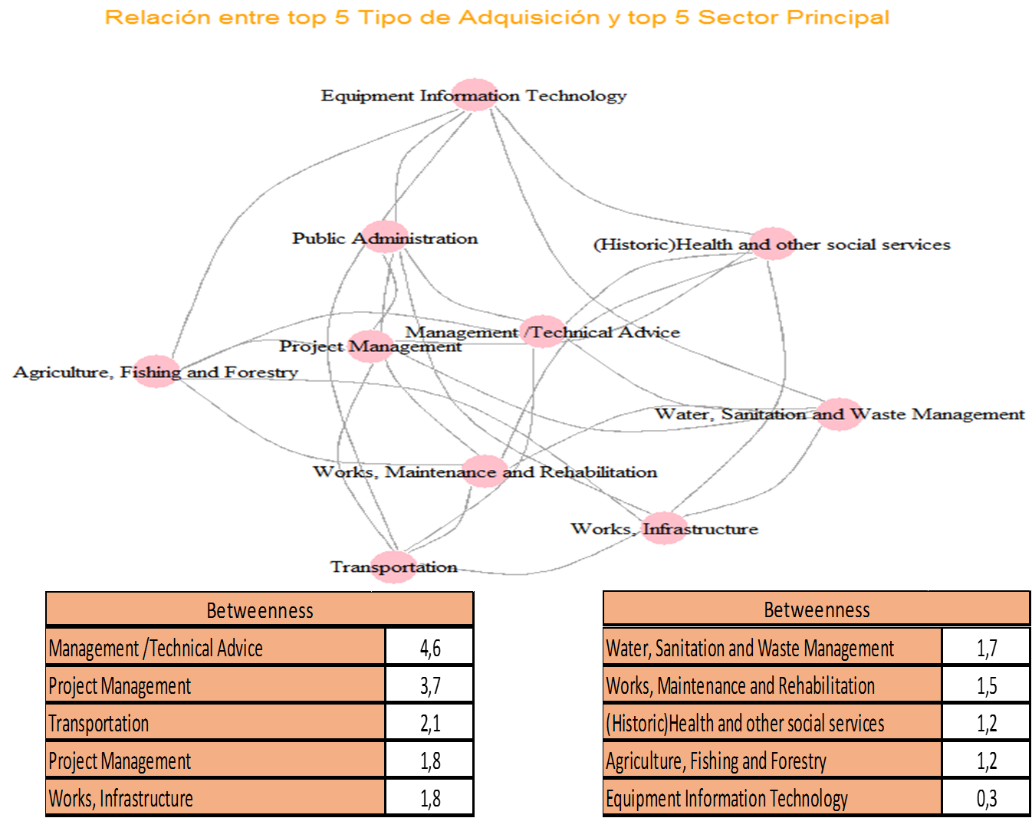 Relación entre top 5 Tipo de Adquisición y top 5 Sector Principal
Equipment Information Technology
Public Administration
(Historic)Health and other social services
Management /Technical Advice
Project Management
Agriculture, Fishing and Forestry
Water, Sanitation and Waste Management
Works, Maintenance and Rehabilitation
Works, Infrastructure
Transportation
Betweenness
Management /Technical Advice 4,6
Project Management 3,7
Transportation 2,1
Project Management 1,8
Works, Infrastructure 1,8
Betweenness
Water, Sanitation and Waste Management 1,7
Works, Maintenance and Rehabilitation 1,5
(Historic)Health and other social services 1,2
Agriculture, Fishing and Forestry 1,2
Equipment Information Technology 0,3